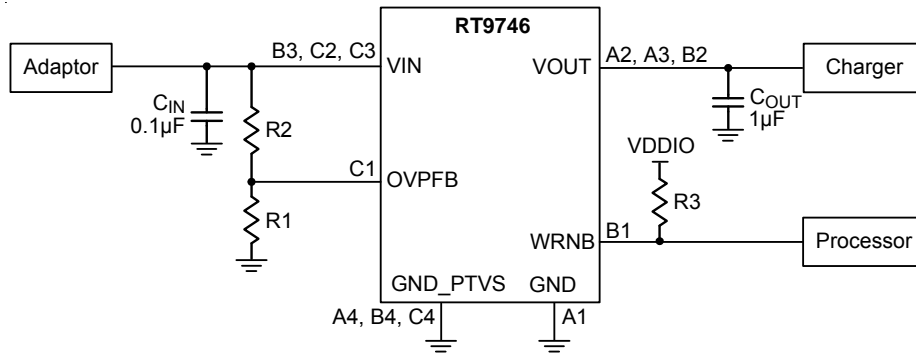 RT9746
Adaptor
B3, C2, C3
VIN
VOUT
A2, A3, B2
Charger
CIN
0.1µF
R2
COUT
1µF
VDDIO
C1
OVPFB
R3
R1
WRNB
B1
Processor
GND_PTVS
GND
A4, B4, C4
A1